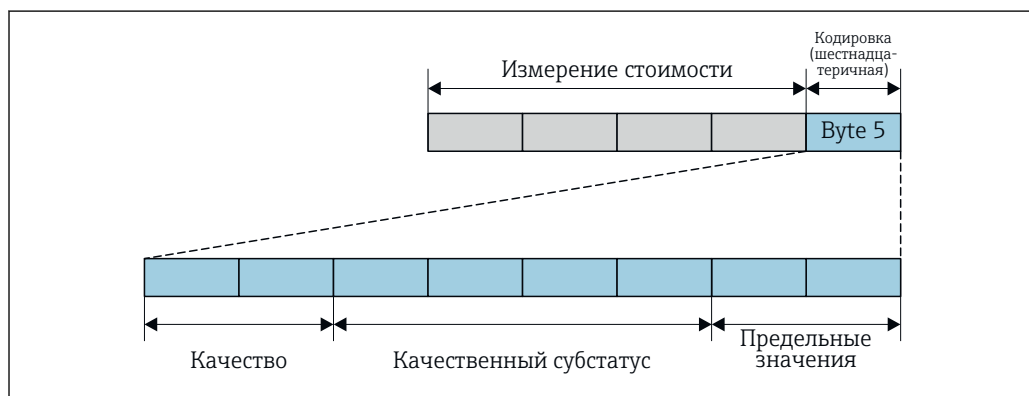 Кодировка
(шестнадца-
теричная)
Измерение стоимости
Byte 5
Качество
Качественный субстатус
Предельные
значения